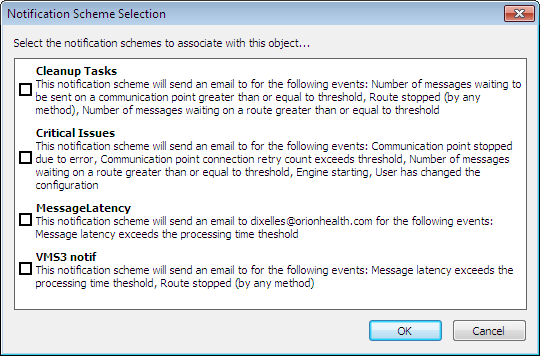 Notification Scheme Selection
Select the notification schemes to associate with this object...
Cleanup Tasks
This notification scheme will send an email to for the following events: Number of messages waiting to
be sent on a communication point greater than or equal to threshold, Route stopped (by any
method), Number of messages waiting on a route greater than or equal to threshold
Critical Issues
This notification scheme will send an email to for the following events: Communication point stopped
due to error, Communication point connection retry count exceeds threshold, Number of messages
waiting on a route greater than or equal to threshold, Engine starting, User has changed the
configuration
MessageLatency
This notification scheme will send an email to dixelles@orionhealth.com for the following events:
Message latency exceeds the processing time theshold
VMS3 notif
This notification scheme will send an email to for the following events: Message latency exceeds the
processing time theshold, Route stopped (by any method)
OK Cancel